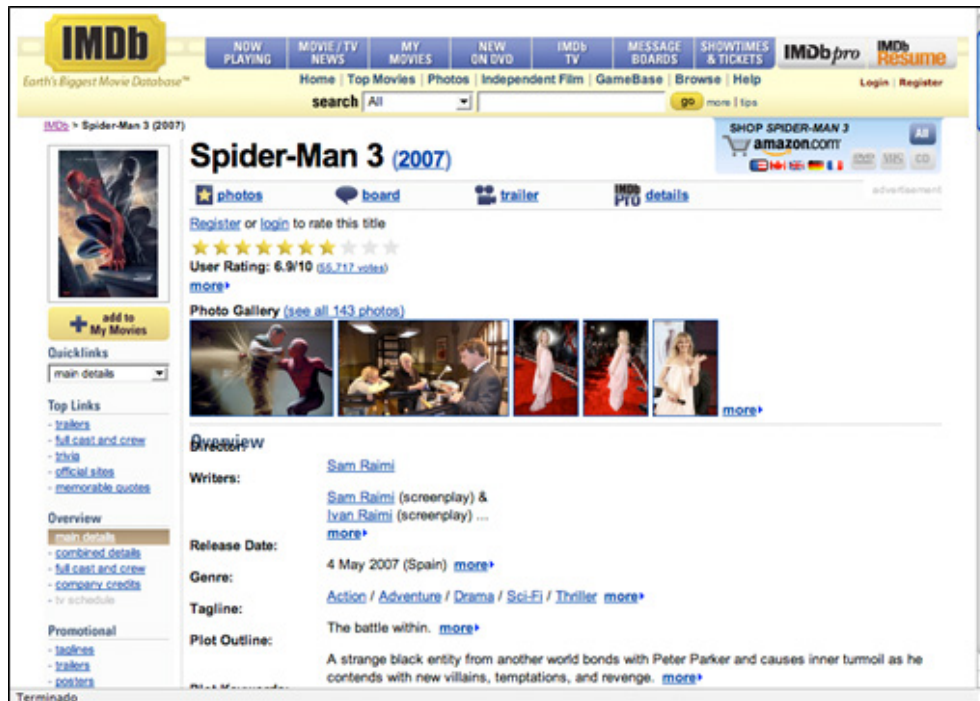 IMDb
Earth's Biggest Movie Database™
NOW PLAYING
MOVIE / TV NEWS
MY MOVIES
NEW ON DVD
IMDb TV
MESSAGE BOARDS
SHOWTIMES & TICKETS
IMDb pro
IMDb Resume
Home | Top Movies | Photos | Independent Film | GameBase | Browse | Help
Login | Register
search All go more | tips
IMDb > Spider-Man 3 (2007)
SHOP SPIDER-MAN 3
amazon.com
All
DVD VHS CD
advertisement
Spider-Man 3 (2007)
photos board trailer IMDb PRO details
Register or login to rate this title
User Rating: 6.9/10 (55,717 votes)
more
Photo Gallery (see all 143 photos)
more
add to My Movies
Quicklinks
main details
Top Links
- trailers
- full cast and crew
- trivia
- official sites
- memorable quotes
Overview
main details
- combined details
- full cast and crew
- company credits
- tv schedule
Promotional
- taglines
- trailers
- posters
Overview
Director:
Sam Raimi
Writers:
Sam Raimi (screenplay) &
Ivan Raimi (screenplay) ...
more
Release Date:
4 May 2007 (Spain) more
Genre:
Action / Adventure / Drama / Sci-Fi / Thriller more
Tagline:
The battle within. more
Plot Outline:
A strange black entity from another world bonds with Peter Parker and causes inner turmoil as he
contends with new villains, temptations, and revenge. more
Plot Keywords:
Terminado